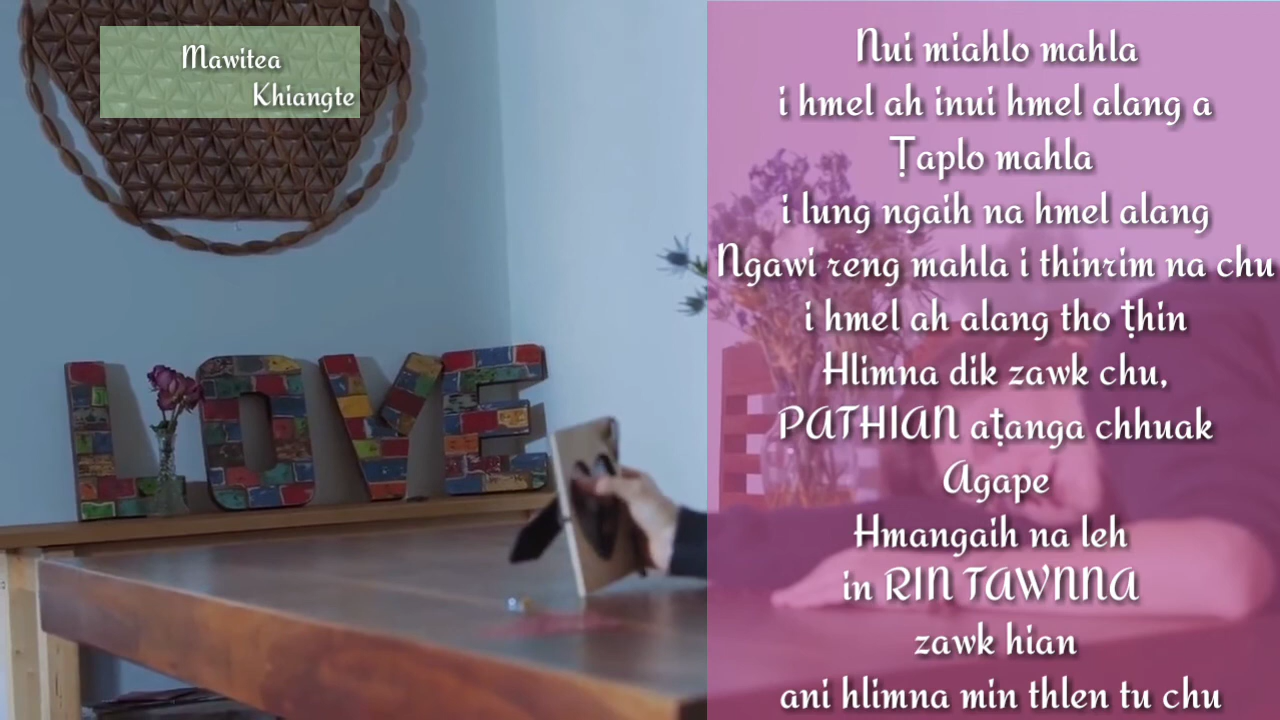 Mawitea
Khiangte
LOVE
Nui miahlo mahla
i hmel ah inui hmel alang a
Ṭaplo mahla
i lung ngaih na hmel alang
Ngawi reng mahla i thinrim na chu
i hmel ah alang tho ṭhin
Hlimna dik zawk chu,
PATHIAN aṭanga chhuak
Agape
Hmangaih na leh
in RIN TAWNNA
zawk hian
ani hlimna min thlen tu chu